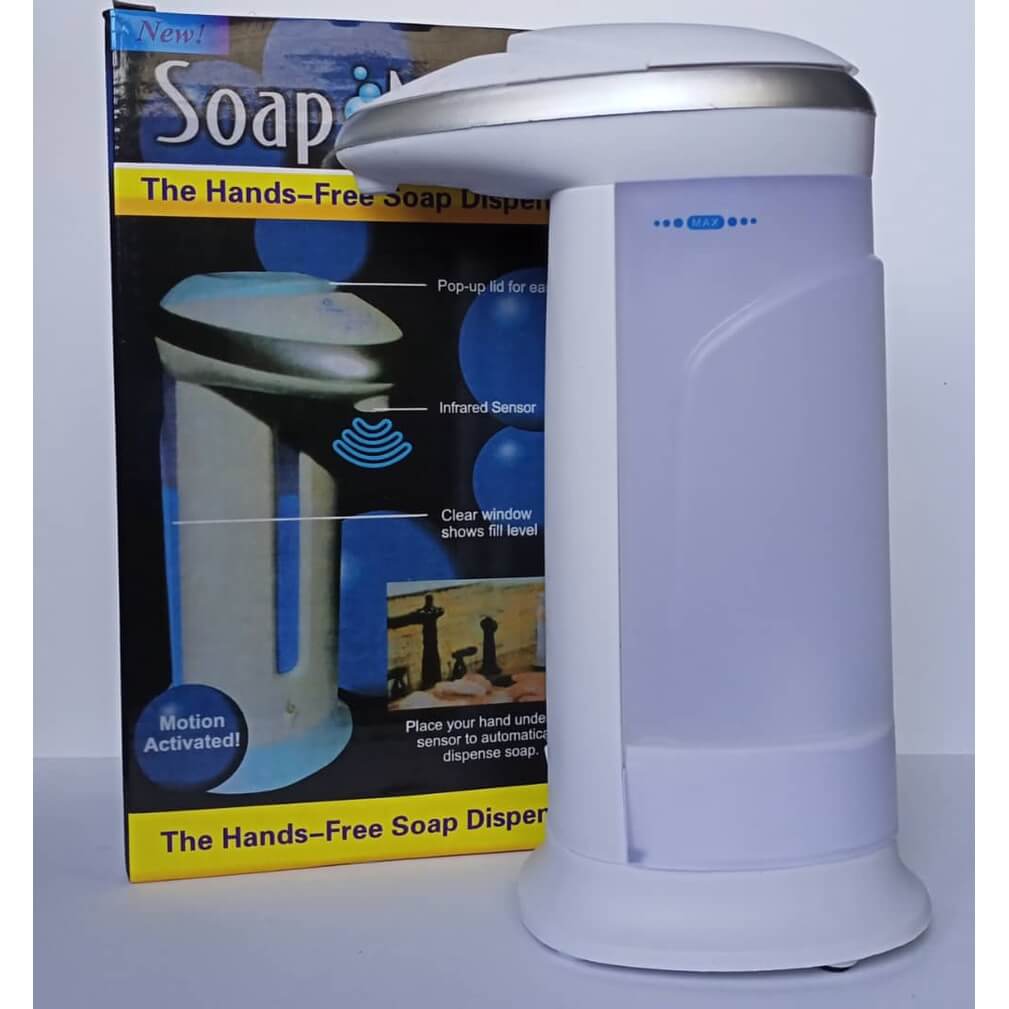 New!
Soap
The Hands-Free Soap Dispen
Pop-up lid for ea
Infrared Sensor
Clear window
shows fill level
Motion
Activated!
Place your hand unde
sensor to automatica
dispense soap.
The Hands-Free Soap Dispen
MAX